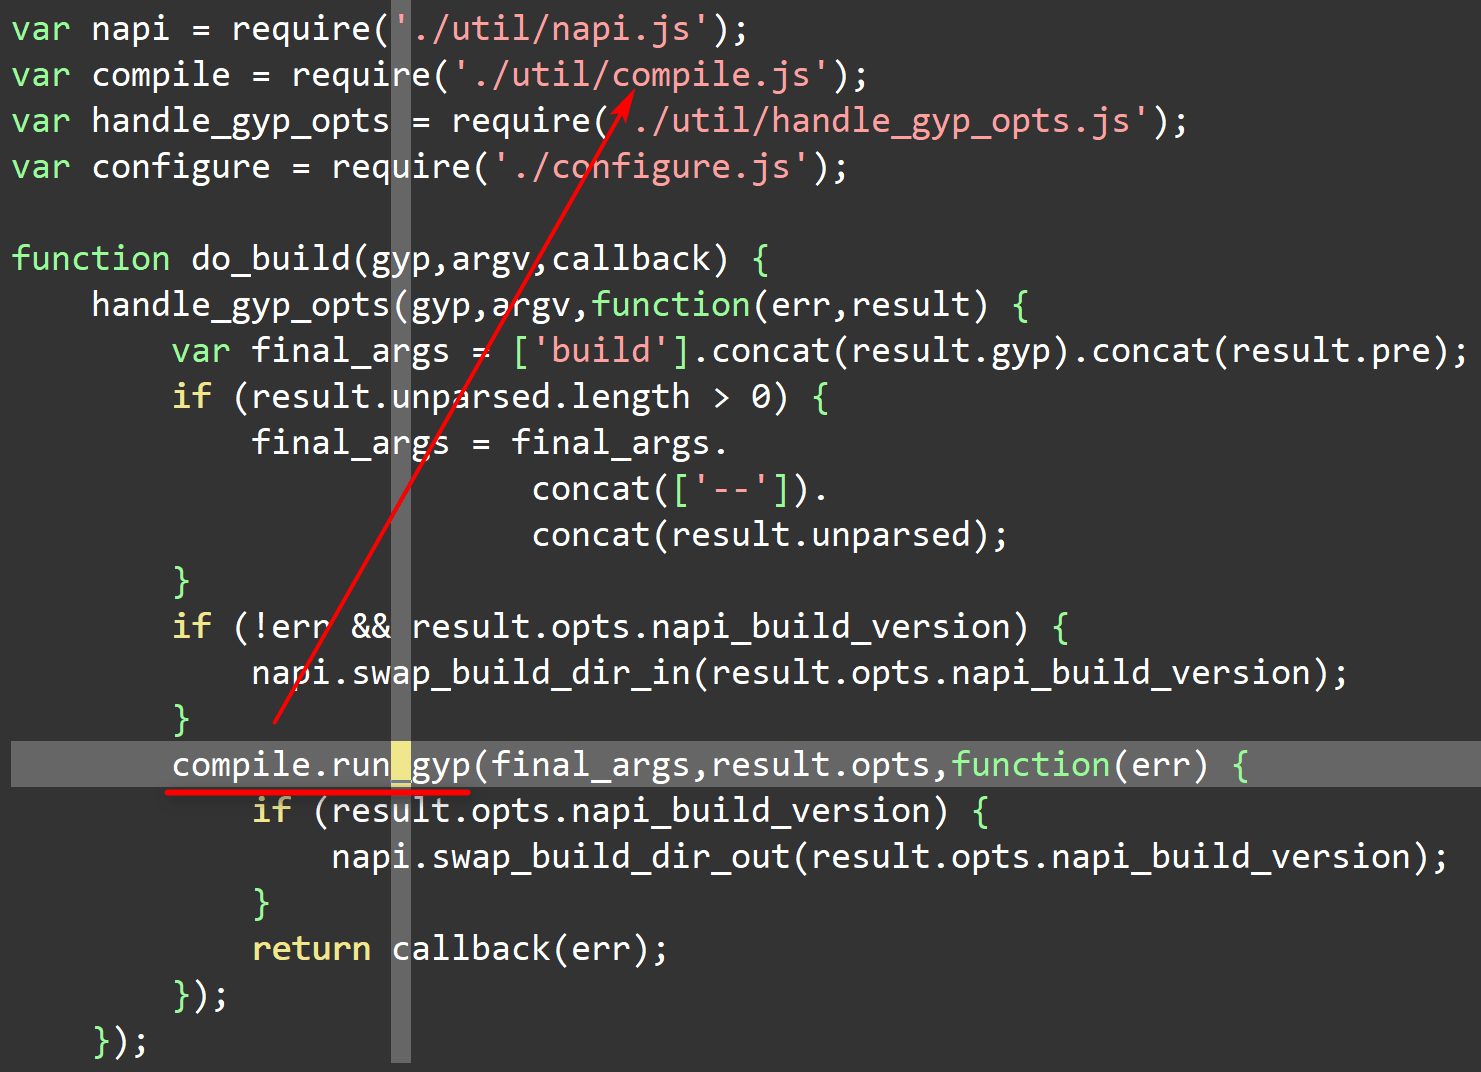 var napi = require('./util/napi.js');
var compile = require('./util/compile.js');
var handle_gyp_opts = require('./util/handle_gyp_opts.js');
var configure = require('./configure.js');
function do_build(gyp,argv,callback) {
    handle_gyp_opts(gyp,argv,function(err,result) {
        var final_args = ['build'].concat(result.gyp).concat(result.pre);
        if (result.unparsed.length > 0) {
            final_args = final_args.
                          concat(['--']).
                          concat(result.unparsed);
        }
        if (!err && result.opts.napi_build_version) {
            napi.swap_build_dir_in(result.opts.napi_build_version);
        }
        compile.run_gyp(final_args,result.opts,function(err) {
            if (result.opts.napi_build_version) {
                napi.swap_build_dir_out(result.opts.napi_build_version);
            }
            return callback(err);
        });
    });